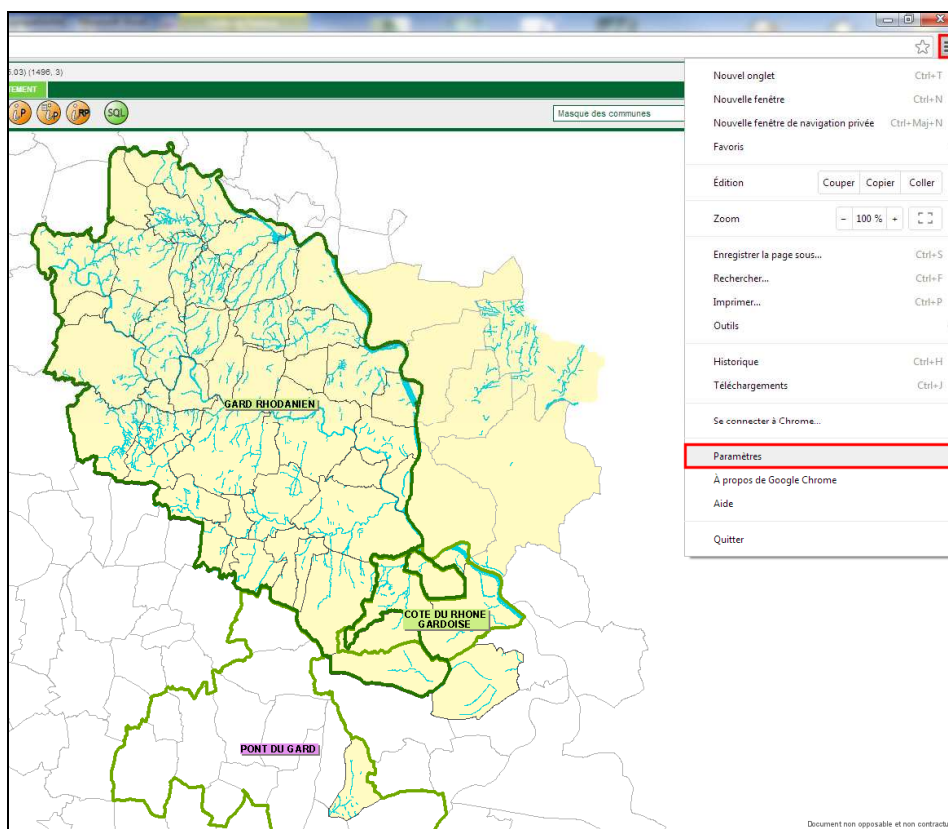 5.03) (1496, 3)
TEMENT
iP
ip
iRP
SQL
Masque des communes
Nouvel onglet Ctrl+T
Nouvelle fenêtre Ctrl+N
Nouvelle fenêtre de navigation privée Ctrl+Maj+N
Favoris
Édition Couper Copier Coller
Zoom - 100 % +
Enregistrer la page sous... Ctrl+S
Rechercher... Ctrl+F
Imprimer... Ctrl+P
Outils
Historique Ctrl+H
Téléchargements Ctrl+J
Se connecter à Chrome...
Paramètres
À propos de Google Chrome
Aide
Quitter
GARD RHODANIEN
COTE DU RHONE
GARDOISE
PONT DU GARD
Document non opposable et non contractu